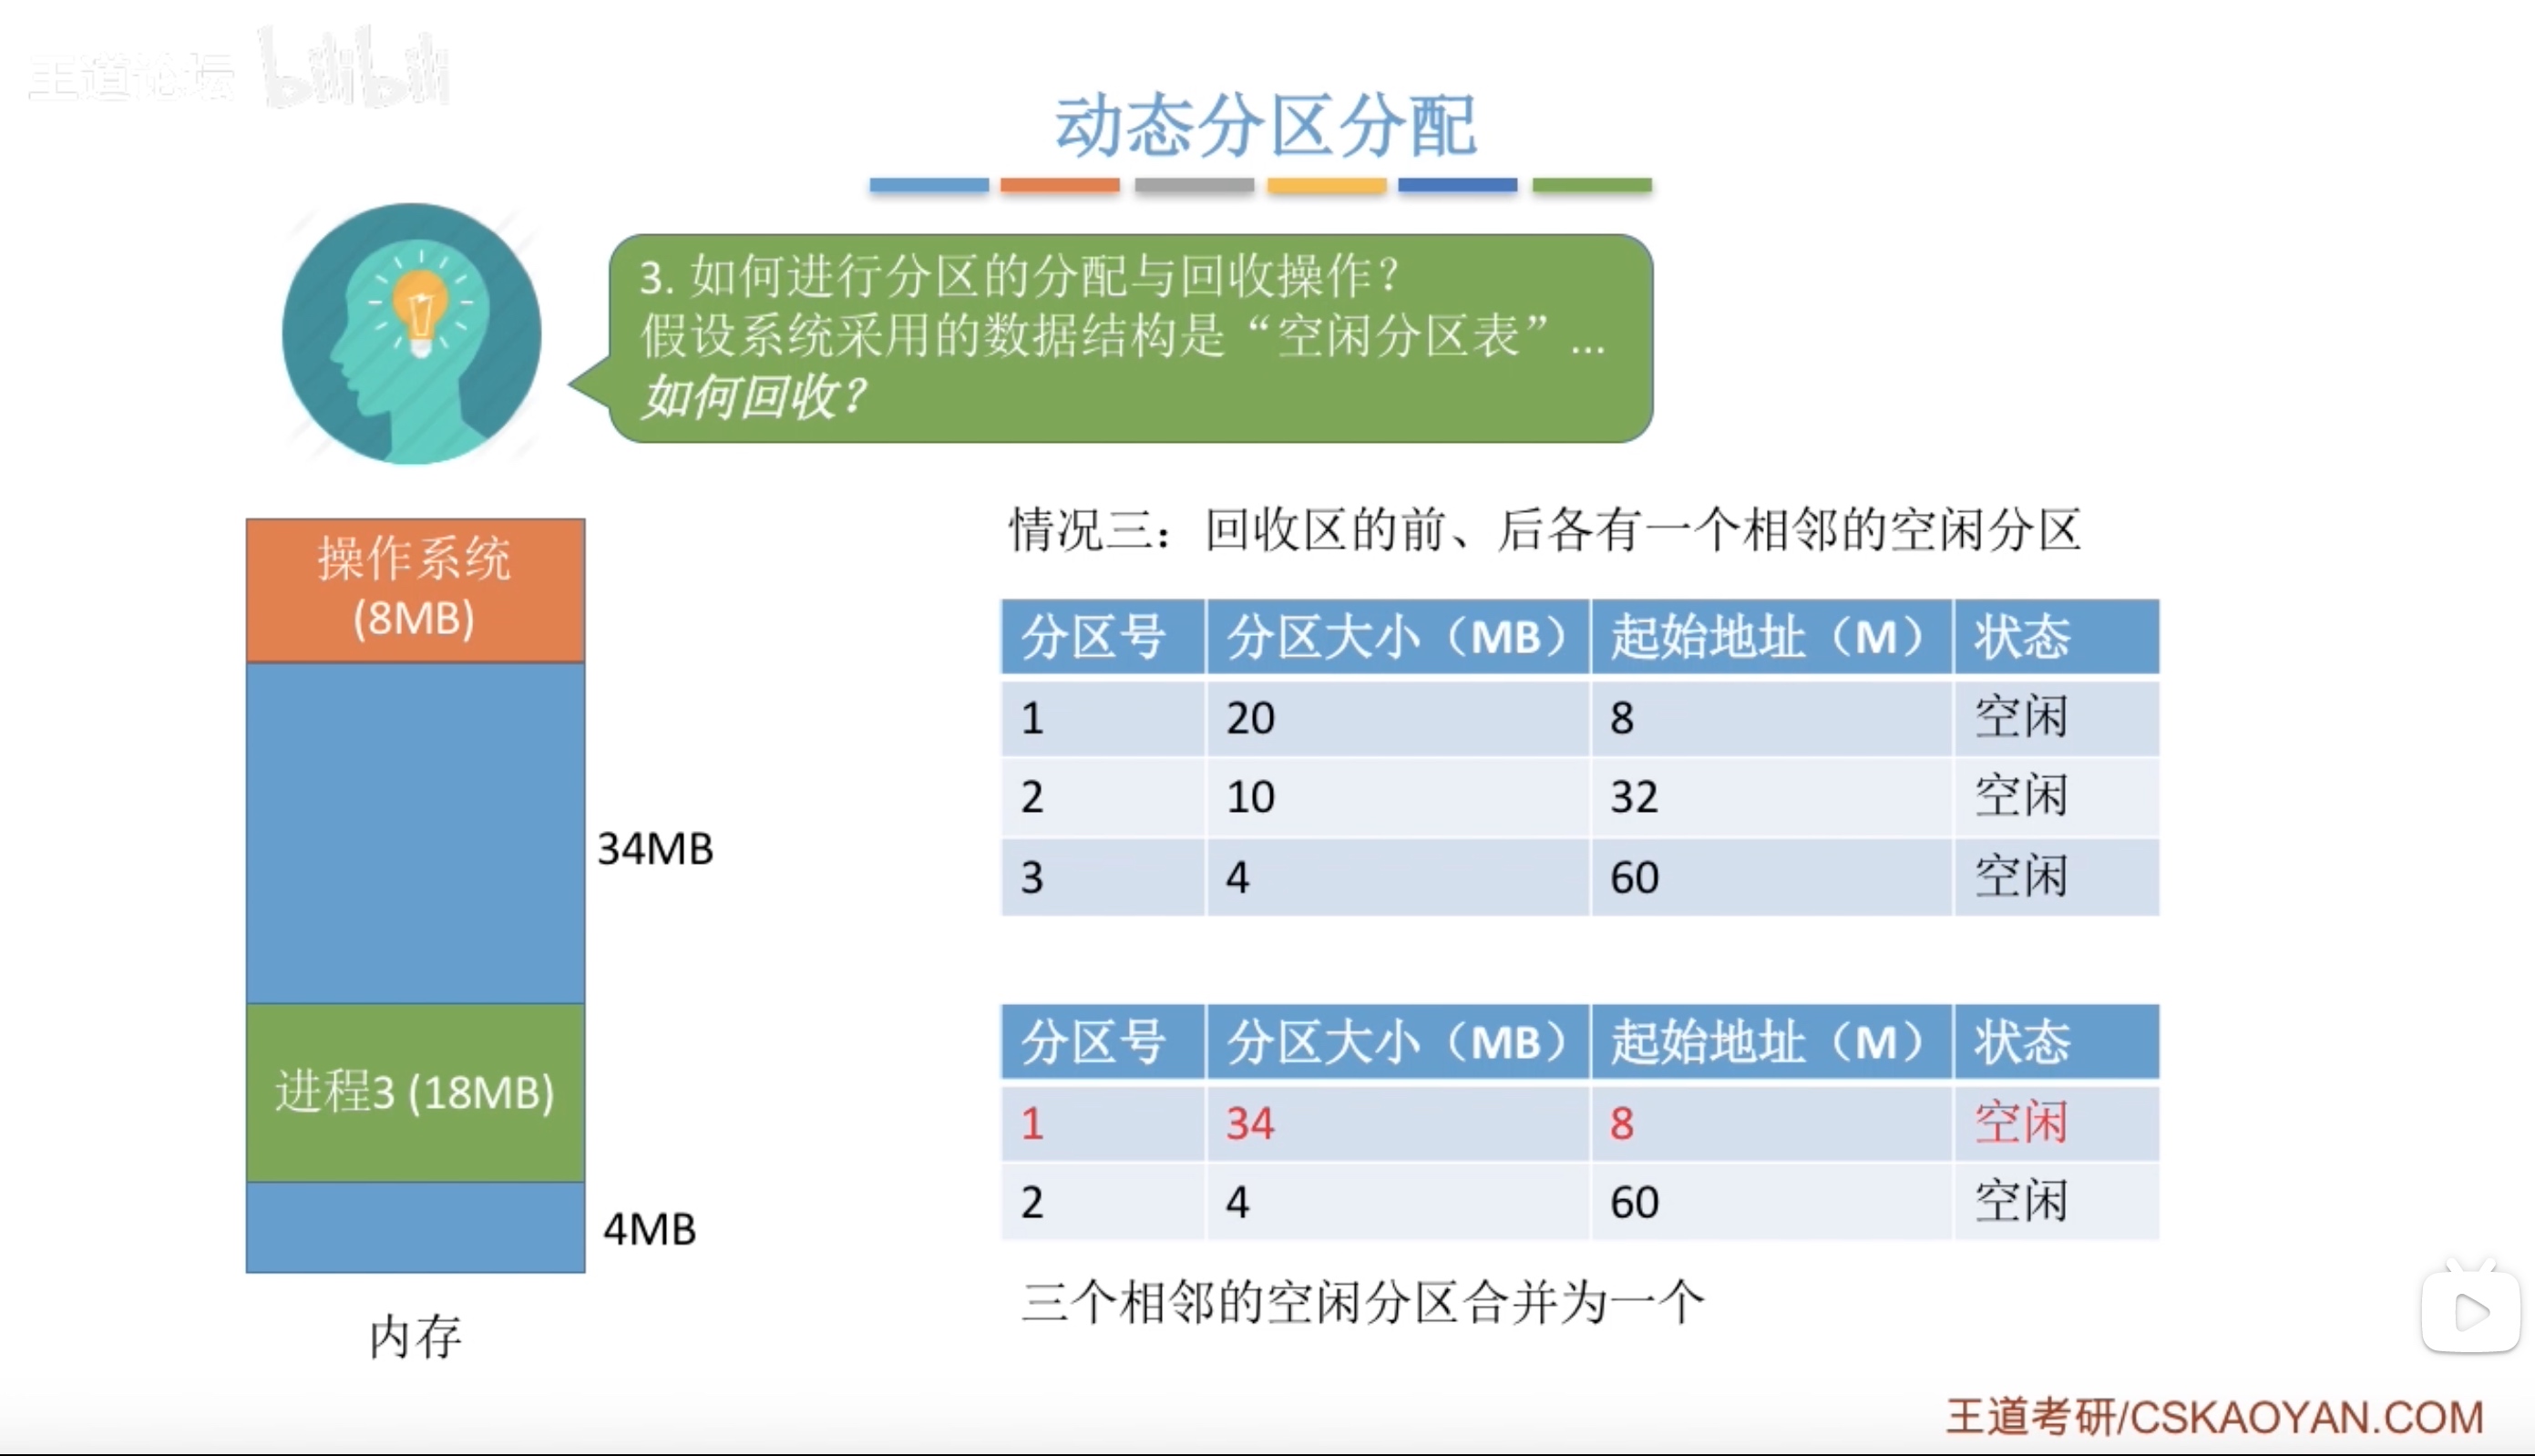 王道论坛 bilibili
动态分区分配
3. 如何进行分区的分配与回收操作？
假设系统采用的数据结构是“空闲分区表”...
如何回收？
操作系统
(8MB)
34MB
进程3 (18MB)
4MB
内存
情况三：回收区的前、后各有一个相邻的空闲分区
分区号 分区大小（MB） 起始地址（M） 状态
1 20 8 空闲
2 10 32 空闲
3 4 60 空闲
分区号 分区大小（MB） 起始地址（M） 状态
1 34 8 空闲
2 4 60 空闲
三个相邻的空闲分区合并为一个
王道考研/CSKAOYAN.COM